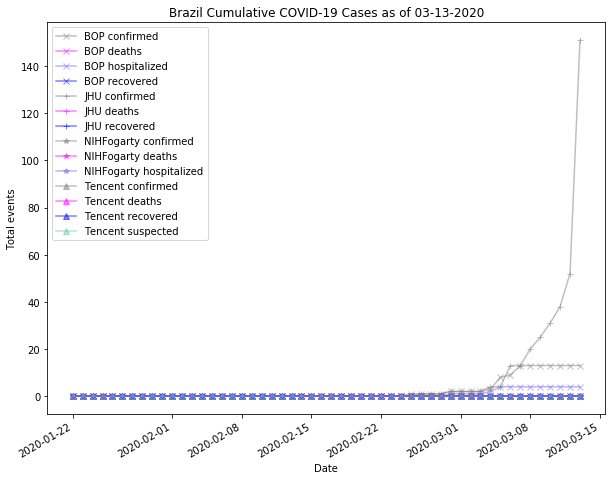 Brazil Cumulative COVID-19 Cases as of 03-13-2020
BOP confirmed
BOP deaths
BOP hospitalized
BOP recovered
JHU confirmed
JHU deaths
JHU recovered
NIHFogarty confirmed
NIHFogarty deaths
NIHFogarty hospitalized
Tencent confirmed
Tencent deaths
Tencent recovered
Tencent suspected
Total events
140
120
100
80
60
40
20
0
2020-01-22
2020-02-01
2020-02-08
2020-02-15
2020-02-22
2020-03-01
2020-03-08
2020-03-15
Date